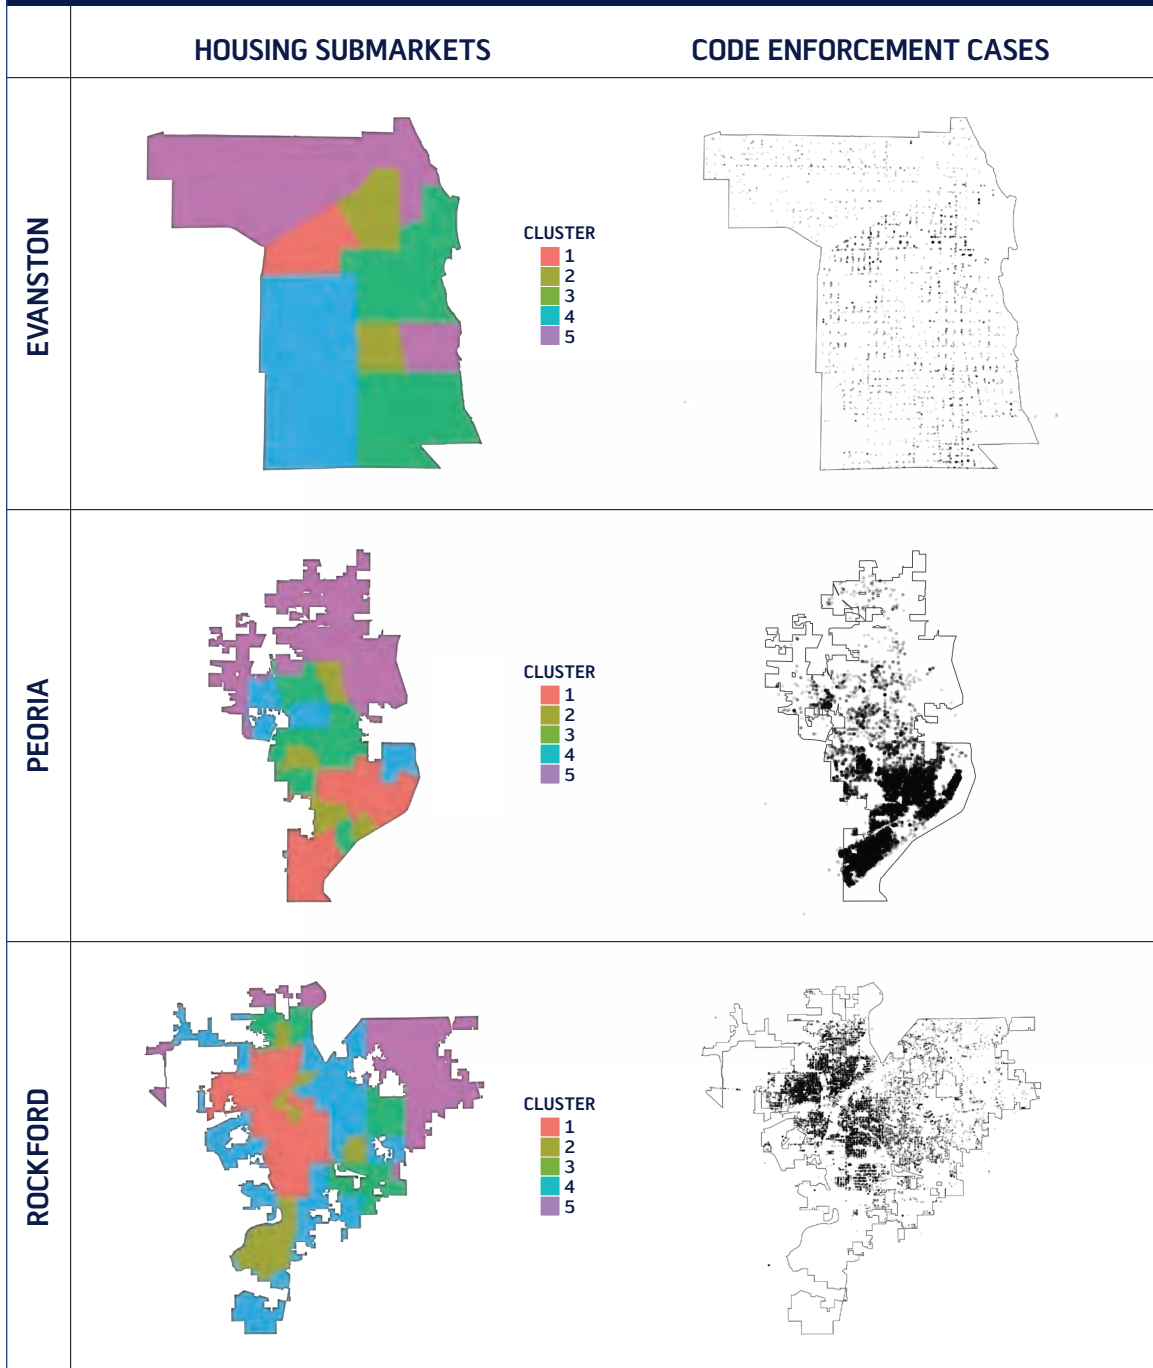 HOUSING SUBMARKETS
CODE ENFORCEMENT CASES
EVANSTON
CLUSTER
1
2
3
4
5
PEORIA
CLUSTER
1
2
3
4
5
ROCKFORD
CLUSTER
1
2
3
4
5